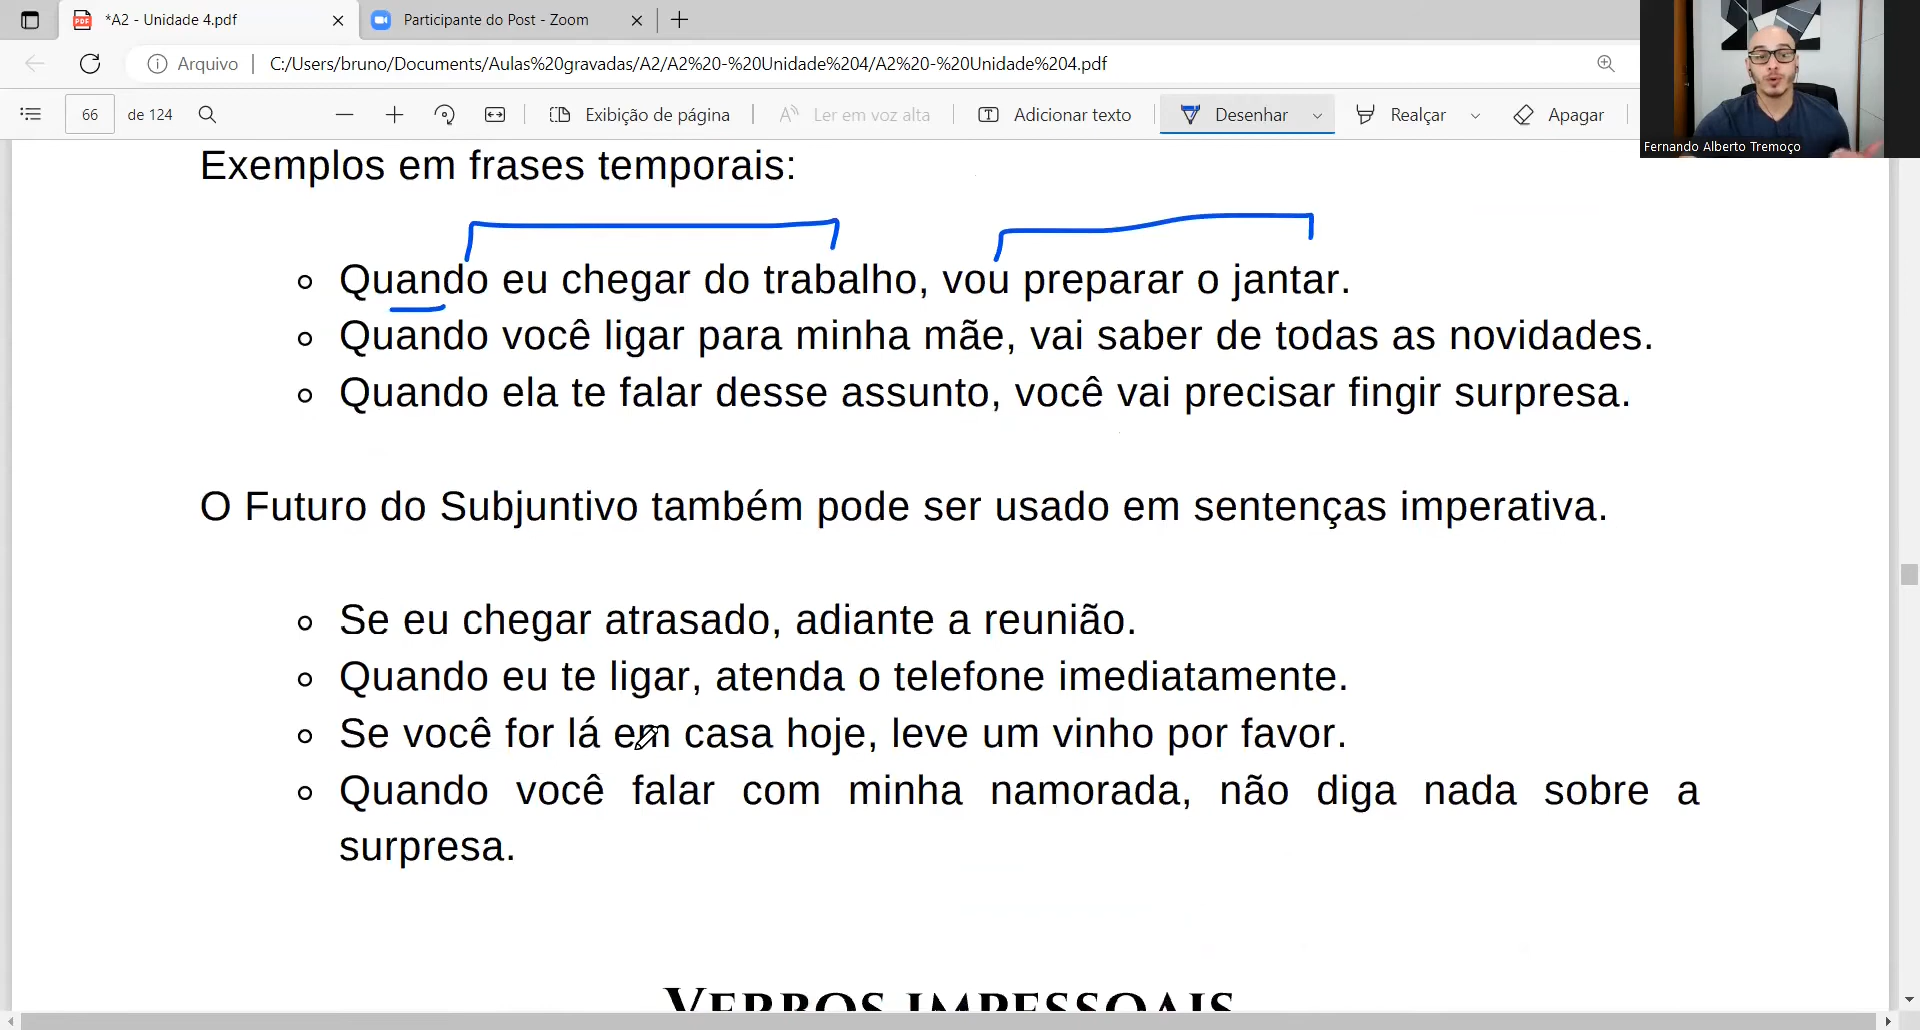 *A2 - Unidade 4.pdf
Participante do Post - Zoom
Arquivo
C:/Users/bruno/Documents/Aulas%20gravadas/A2/A2%20-%20Unidade%204/A2%20-%20Unidade%204.pdf
66 de 124
Exibição de página
Ler em voz alta
Adicionar texto
Desenhar
Realçar
Apagar
Fernando Alberto Tremoço
Exemplos em frases temporais:
Quando eu chegar do trabalho, vou preparar o jantar.
Quando você ligar para minha mãe, vai saber de todas as novidades.
Quando ela te falar desse assunto, você vai precisar fingir surpresa.
O Futuro do Subjuntivo também pode ser usado em sentenças imperativa.
Se eu chegar atrasado, adiante a reunião.
Quando eu te ligar, atenda o telefone imediatamente.
Se você for lá em casa hoje, leve um vinho por favor.
Quando você falar com minha namorada, não diga nada sobre a
surpresa.
VERBOS IMPESSOAIS